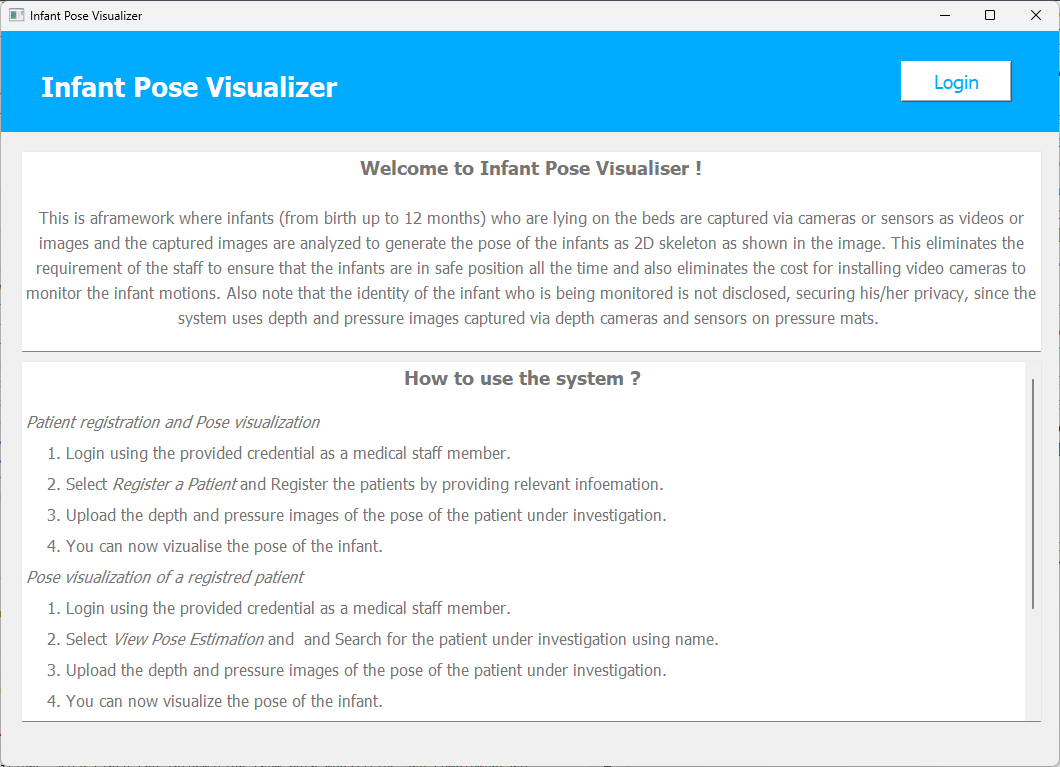 Infant Pose Visualizer
Infant Pose Visualizer
Login
Welcome to Infant Pose Visualiser !
This is aframework where infants (from birth up to 12 months) who are lying on the beds are captured via cameras or sensors as videos or
images and the captured images are analyzed to generate the pose of the infants as 2D skeleton as shown in the image. This eliminates the
requirement of the staff to ensure that the infants are in safe position all the time and also eliminates the cost for installing video cameras to
monitor the infant motions. Also note that the identity of the infant who is being monitored is not disclosed, securing his/her privacy, since the
system uses depth and pressure images captured via depth cameras and sensors on pressure mats.
How to use the system ?
Patient registration and Pose visualization
1. Login using the provided credential as a medical staff member.
2. Select Register a Patient and Register the patients by providing relevant infoemation.
3. Upload the depth and pressure images of the pose of the patient under investigation.
4. You can now vizualise the pose of the infant.
Pose visualization of a registred patient
1. Login using the provided credential as a medical staff member.
2. Select View Pose Estimation and  and Search for the patient under investigation using name.
3. Upload the depth and pressure images of the pose of the patient under investigation.
4. You can now visualize the pose of the infant.